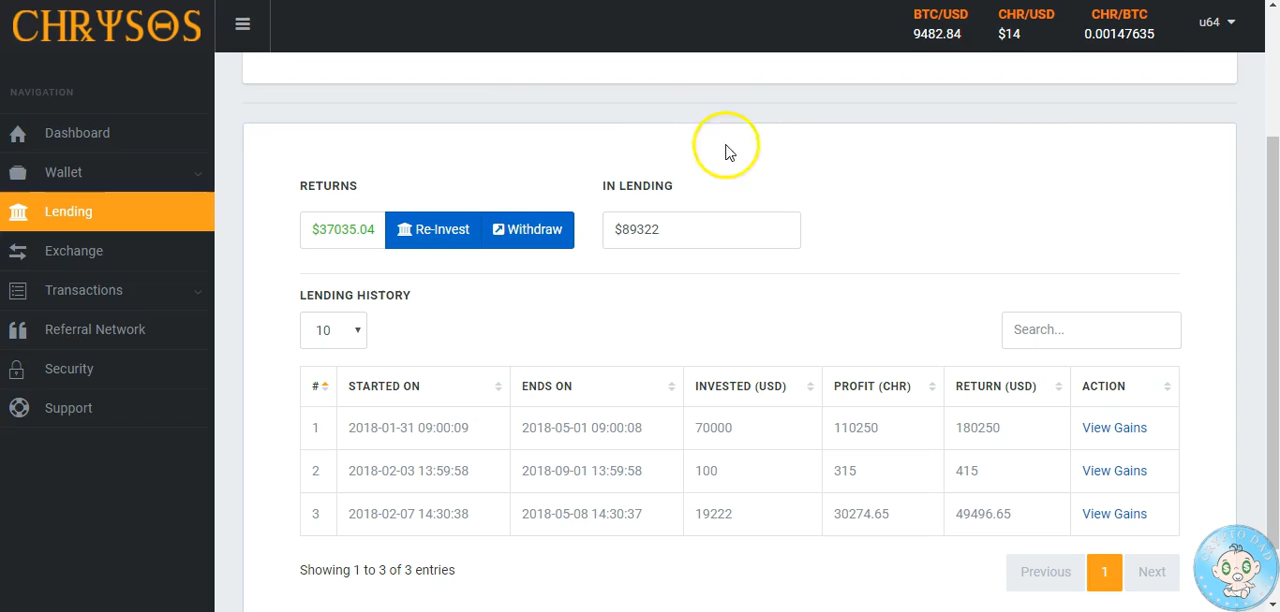 CHRYSOS
BTC/USD CHR/USD CHR/BTC
9482.84 $14 0.00147635
u64
NAVIGATION
Dashboard
Wallet
Lending
Exchange
Transactions
Referral Network
Security
Support
RETURNS IN LENDING
$37035.04 Re-Invest Withdraw $89322
LENDING HISTORY
10 Search...
# STARTED ON ENDS ON INVESTED (USD) PROFIT (CHR) RETURN (USD) ACTION
1 2018-01-31 09:00:09 2018-05-01 09:00:08 70000 110250 180250 View Gains
2 2018-02-03 13:59:58 2018-09-01 13:59:58 100 315 415 View Gains
3 2018-02-07 14:30:38 2018-05-08 14:30:37 19222 30274.65 49496.65 View Gains
Showing 1 to 3 of 3 entries
Previous 1 Next
CRYPTO DAD